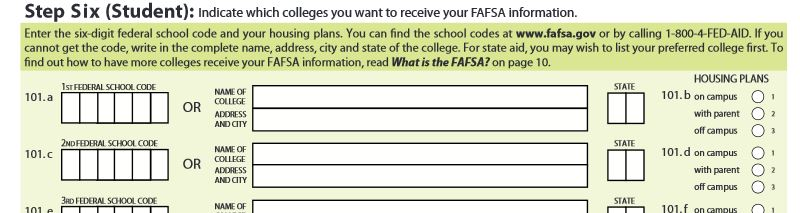 Step Six (Student): Indicate which colleges you want to receive your FAFSA information.
Enter the six-digit federal school code and your housing plans. You can find the school codes at www.fafsa.gov or by calling 1-800-4-FED-AID. If you
cannot get the code, write in the complete name, address, city and state of the college. For state aid, you may wish to list your preferred college first. To
find out how to have more colleges receive your FAFSA information, read What is the FAFSA? on page 10.
HOUSING PLANS
1ST FEDERAL SCHOOL CODE
STATE
101.a
OR
NAME OF
COLLEGE
ADDRESS
AND CITY
101.b on campus 1
with parent 2
off campus 3
2ND FEDERAL SCHOOL CODE
STATE
101.c
OR
NAME OF
COLLEGE
ADDRESS
AND CITY
101.d on campus 1
with parent 2
off campus 3
3RD FEDERAL SCHOOL CODE
STATE
101.e
NAME OF
101.f on campus 1